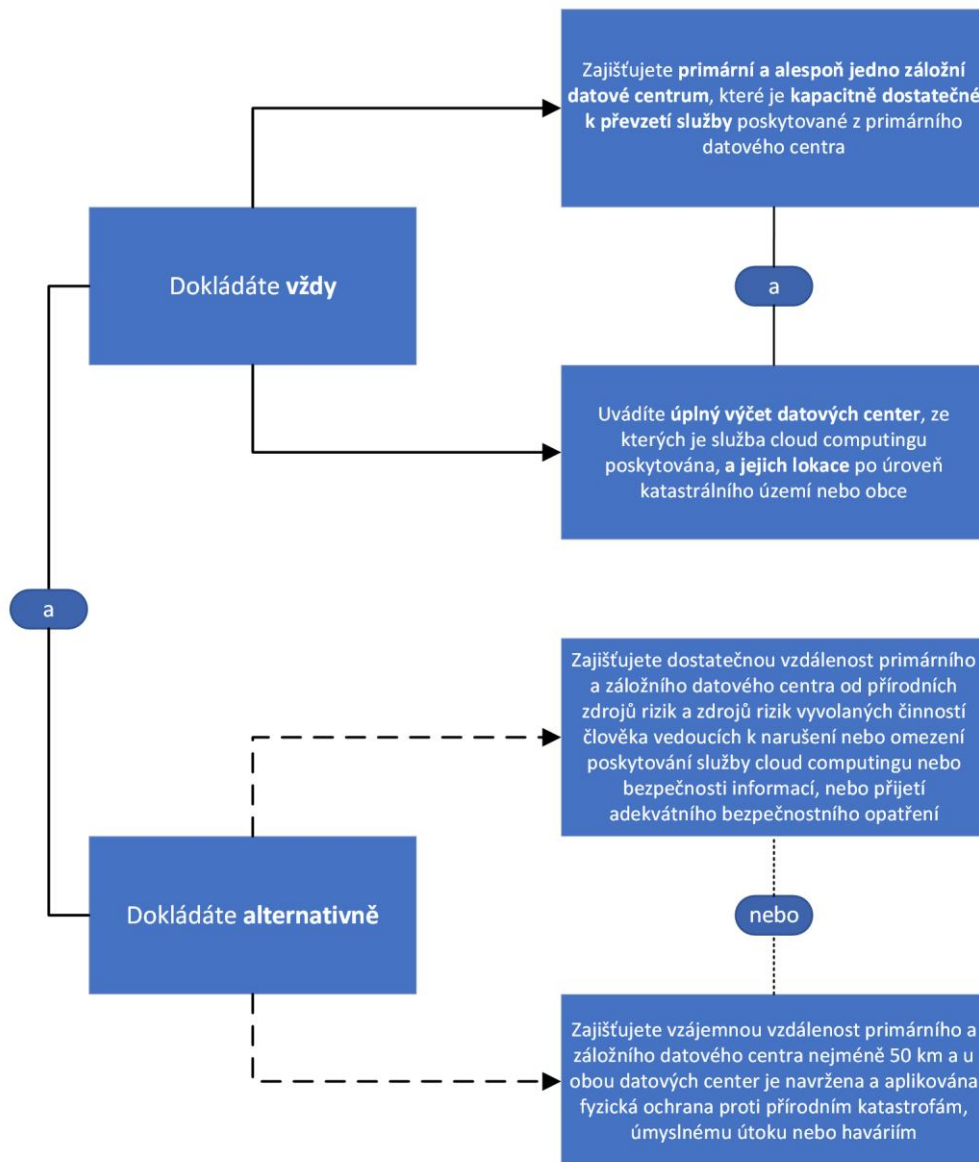 Zajišťujete primární a alespoň jedno záložní
datové centrum, které je kapacitně dostatečné
k převzetí služby poskytované z primárního
datového centra
Dokládáte vždy
a
Uvádíte úplný výčet datových center, ze
kterých je služba cloud computingu
poskytována, a jejich lokace po úroveň
katastrálního území nebo obce
a
Zajišťujete dostatečnou vzdálenost primárního
a záložního datového centra od přírodních
zdrojů rizik a zdrojů rizik vyvolaných činností
člověka vedoucích k narušení nebo omezení
poskytování služby cloud computingu nebo
bezpečnosti informací, nebo přijetí
adekvátního bezpečnostního opatření
Dokládáte alternativně
nebo
Zajišťujete vzájemnou vzdálenost primárního a
záložního datového centra nejméně 50 km a u
obou datových center je navržena a aplikována
fyzická ochrana proti přírodním katastrofám,
úmyslnému útoku nebo haváriím